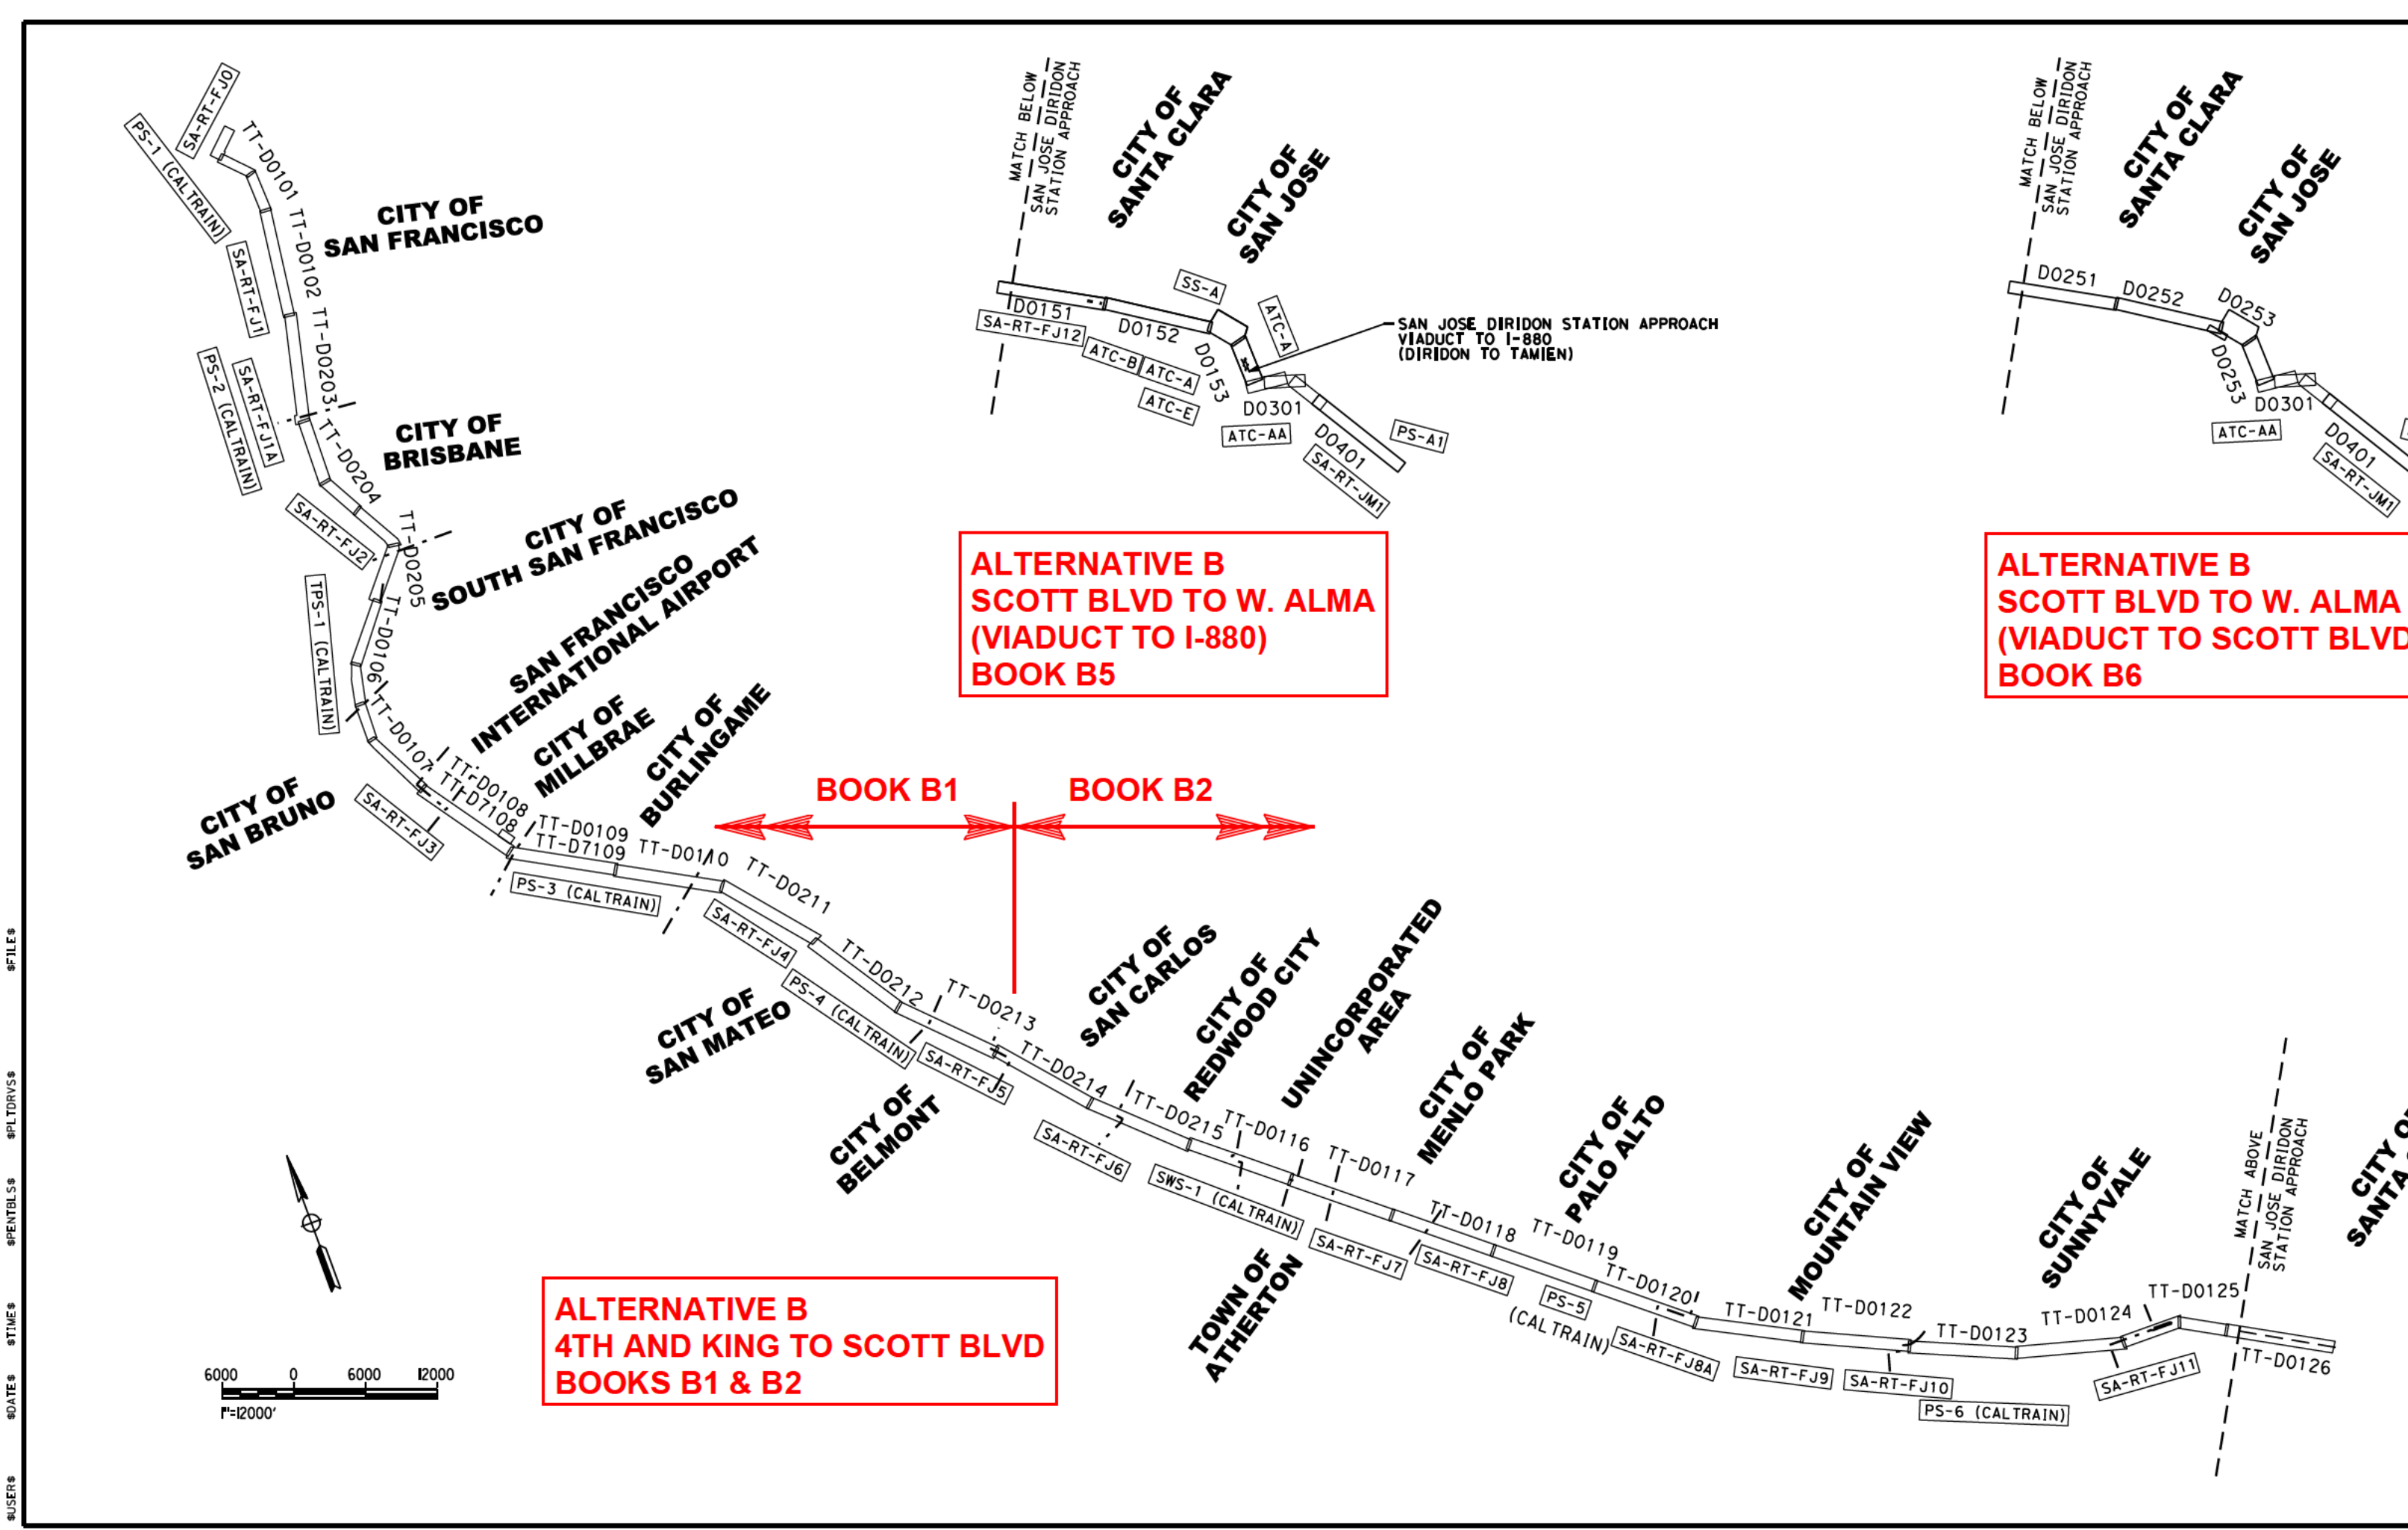 SA-RT-FJ0
PS-1 (CALTRAIN)
TT-D0101
TT-D0102
TT-D0203
SA-RT-FJ1
CITY OF
SAN FRANCISCO
PS-2 (CALTRAIN)
SA-RT-FJ1A
CITY OF
BRISBANE
TT-D0204
SA-RT-FJ2
TT-D0205
CITY OF
SOUTH SAN FRANCISCO
TPS-1 (CALTRAIN)
TT-D0106
SAN FRANCISCO
INTERNATIONAL AIRPORT
TT-D0107
CITY OF
MILLBRAE
CITY OF
BURLINGAME
CITY OF
SAN BRUNO
SA-RT-FJ3
TT-D0108
TT-D7108
TT-D0109
TT-D7109
TT-D0110
PS-3 (CALTRAIN)
MATCH BELOW
SAN JOSE DIRIDON
STATION APPROACH
CITY OF
SANTA CLARA
CITY OF
SAN JOSE
SS-A
ATC-A
D0151
SA-RT-FJ12
D0152
ATC-B
ATC-A
ATC-E
D0153
D0301
ATC-AA
D0401
SA-RT-JM1
PS-A1
SAN JOSE DIRIDON STATION APPROACH
VIADUCT TO I-880
(DIRIDON TO TAMIEN)
ALTERNATIVE B
SCOTT BLVD TO W. ALMA
(VIADUCT TO I-880)
BOOK B5
MATCH BELOW
SAN JOSE DIRIDON
STATION APPROACH
CITY OF
SANTA CLARA
CITY OF
SAN JOSE
D0251
D0252
D0253
D0253
D0301
ATC-AA
D0401
SA-RT-JM1
ALTERNATIVE B
SCOTT BLVD TO W. ALMA
(VIADUCT TO SCOTT BLVD
BOOK B6
BOOK B1
BOOK B2
TT-D0211
SA-RT-FJ4
TT-D0212
PS-4 (CALTRAIN)
CITY OF
SAN MATEO
TT-D0213
SA-RT-FJ5
CITY OF
BELMONT
TT-D0214
SA-RT-FJ6
CITY OF
SAN CARLOS
TT-D0215
CITY OF
REDWOOD CITY
TT-D0116
SWS-1 (CALTRAIN)
UNINCORPORATED
AREA
TT-D0117
SA-RT-FJ7
TOWN OF
ATHERTON
CITY OF
MENLO PARK
TT-D0118
SA-RT-FJ8
TT-D0119
PS-5
(CALTRAIN)
CITY OF
PALO ALTO
TT-D0120
SA-RT-FJ8A
TT-D0121
SA-RT-FJ9
CITY OF
MOUNTAIN VIEW
TT-D0122
SA-RT-FJ10
TT-D0123
PS-6 (CALTRAIN)
CITY OF
SUNNYVALE
TT-D0124
SA-RT-FJ11
TT-D0125
MATCH ABOVE
SAN JOSE DIRIDON
STATION APPROACH
TT-D0126
ALTERNATIVE B
4TH AND KING TO SCOTT BLVD
BOOKS B1 & B2
6000 0 6000 12000
1"=12000'
$FILE$
$PLTDRVS$
$PENTBLS$
$TIME$
$DATE$
$USER$